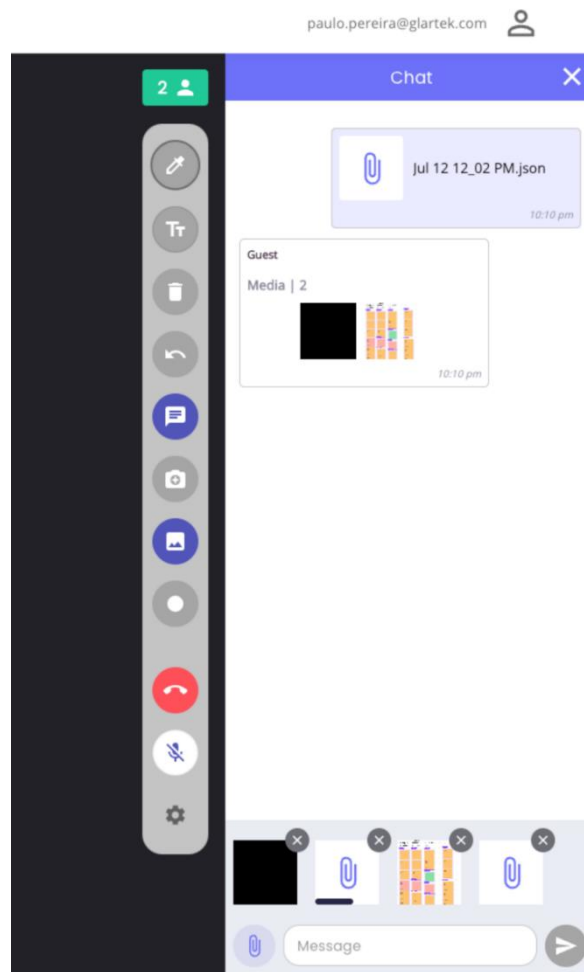 paulo.pereira@glartek.com
2
Chat
Jul 12 12_02 PM.json
10:10 pm
Tт
Guest
Media | 2
10:10 pm
Message